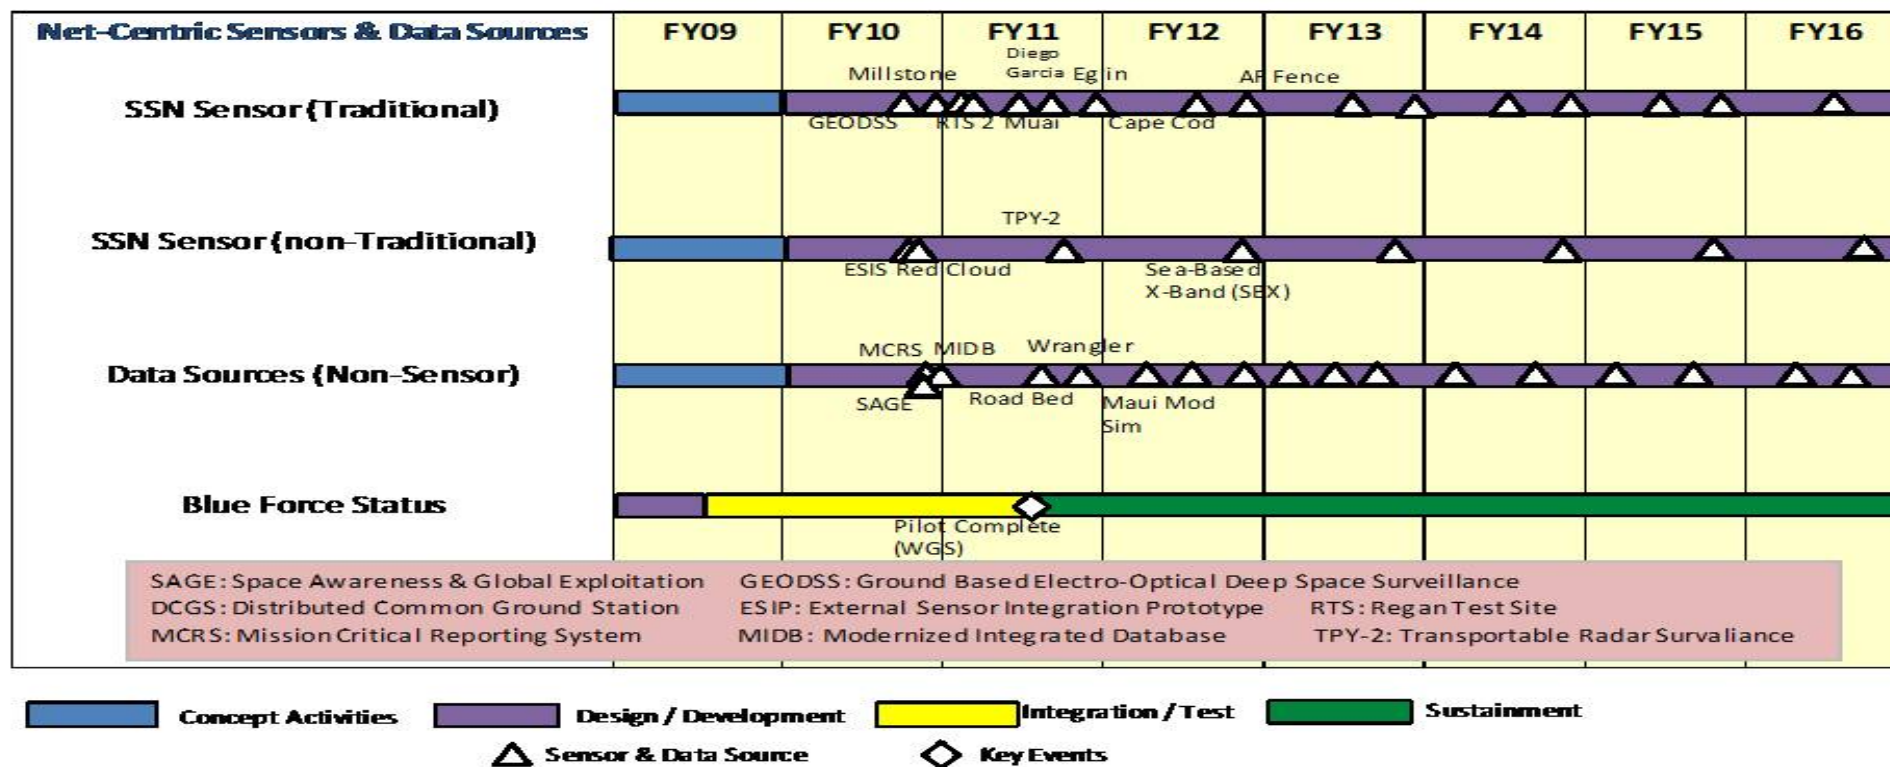 Net-Centric Sensors & Data Sources FY09 FY10 FY11 FY12 FY13 FY14 FY15 FY16
Diego
Millstone Garcia Eglin AF Fence
SSN Sensor (Traditional)
GEODSS RTS 2 Muai Cape Cod
TPY-2
SSN Sensor (non-Traditional)
ESIS Red Cloud Sea-Based
X-Band (SBX)
MCRS MIDB Wrangler
Data Sources (Non-Sensor)
SAGE Road Bed Maui Mod
Sim
Blue Force Status
Pilot Complete
(WGS)
SAGE: Space Awareness & Global Exploitation GEODSS: Ground Based Electro-Optical Deep Space Surveillance
DCGS: Distributed Common Ground Station ESIP: External Sensor Integration Prototype RTS: Regan Test Site
MCRS: Mission Critical Reporting System MIDB: Modernized Integrated Database TPY-2: Transportable Radar Survaliance
Concept Activities Design / Development Integration / Test Sustainment
Sensor & Data Source Key Events